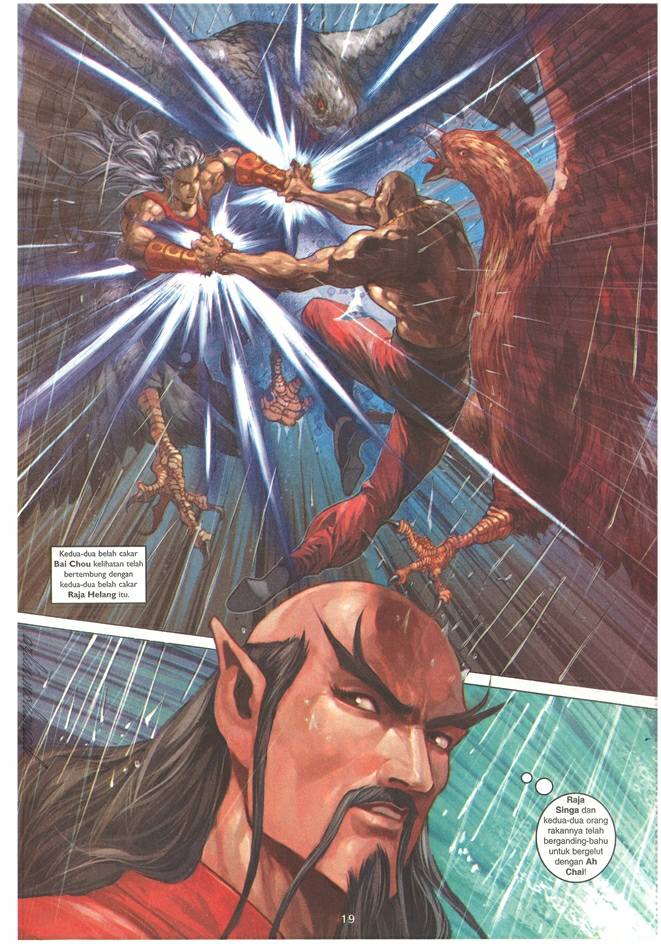 Kedua-dua belah cakar
Bai Chou kelihatan telah
bertembung dengan
kedua-dua belah cakar
Raja Helang itu.
Raja
Singa dan
kedua-dua orang
rakannya telah
berganding-bahu
untuk bergelut
dengan Ah
Chai!
19